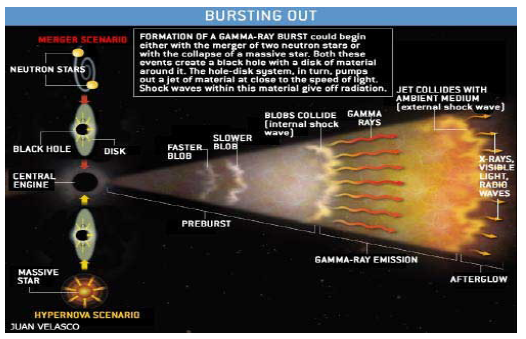 BURSTING OUT
FORMATION OF A GAMMA-RAY BURST could begin
either with the merger of two neutron stars or
with the collapse of a massive star. Both these
events create a black hole with a disk of material
around it. The hole-disk system, in turn, pumps
out a jet of material at close to the speed of light.
Shock waves within this material give off radiation.
MERGER SCENARIO
NEUTRON STARS
BLACK HOLE
DISK
CENTRAL
ENGINE
MASSIVE
STAR
HYPERNOVA SCENARIO
FASTER
BLOB
SLOWER
BLOB
BLOBS COLLIDE
(internal shock
wave)
GAMMA
RAYS
JET COLLIDES WITH
AMBIENT MEDIUM
(external shock wave)
X-RAYS,
VISIBLE
LIGHT,
RADIO
WAVES
PREBURST
GAMMA-RAY EMISSION
AFTERGLOW
JUAN VELASCO